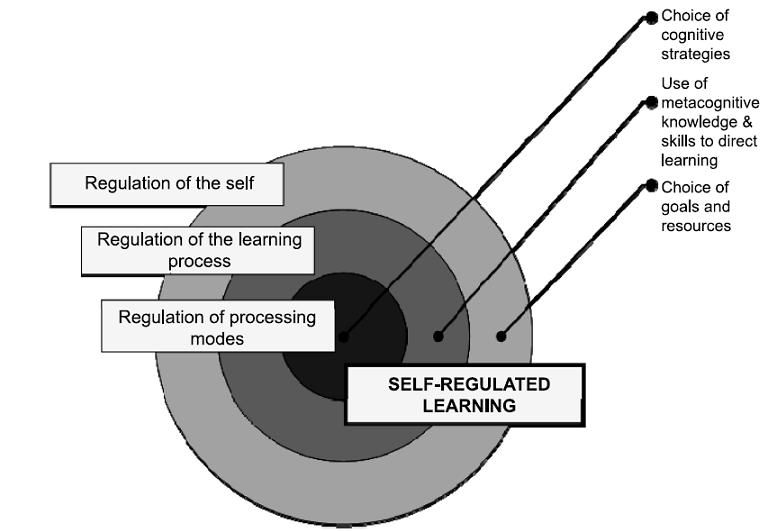 Choice of
cognitive
strategies
Use of
metacognitive
knowledge &
skills to direct
learning
Choice of
goals and
resources
Regulation of the self
Regulation of the learning
process
Regulation of processing
modes
SELF-REGULATED
LEARNING